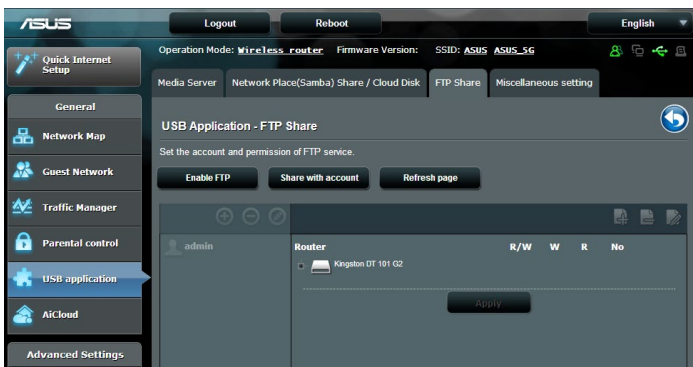 ASUS
Logout
Reboot
English
Quick Internet
Setup
Operation Mode: Wireless router Firmware Version: SSID: ASUS ASUS_5G
Media Server
Network Place(Samba) Share / Cloud Disk
FTP Share
Miscellaneous setting
General
Network Map
Guest Network
Traffic Manager
Parental control
USB application
AiCloud
Advanced Settings
USB Application - FTP Share
Set the account and permission of FTP service.
Enable FTP
Share with account
Refresh page
admin
Router R/W W R No
Kingston DT 101 G2
Apply